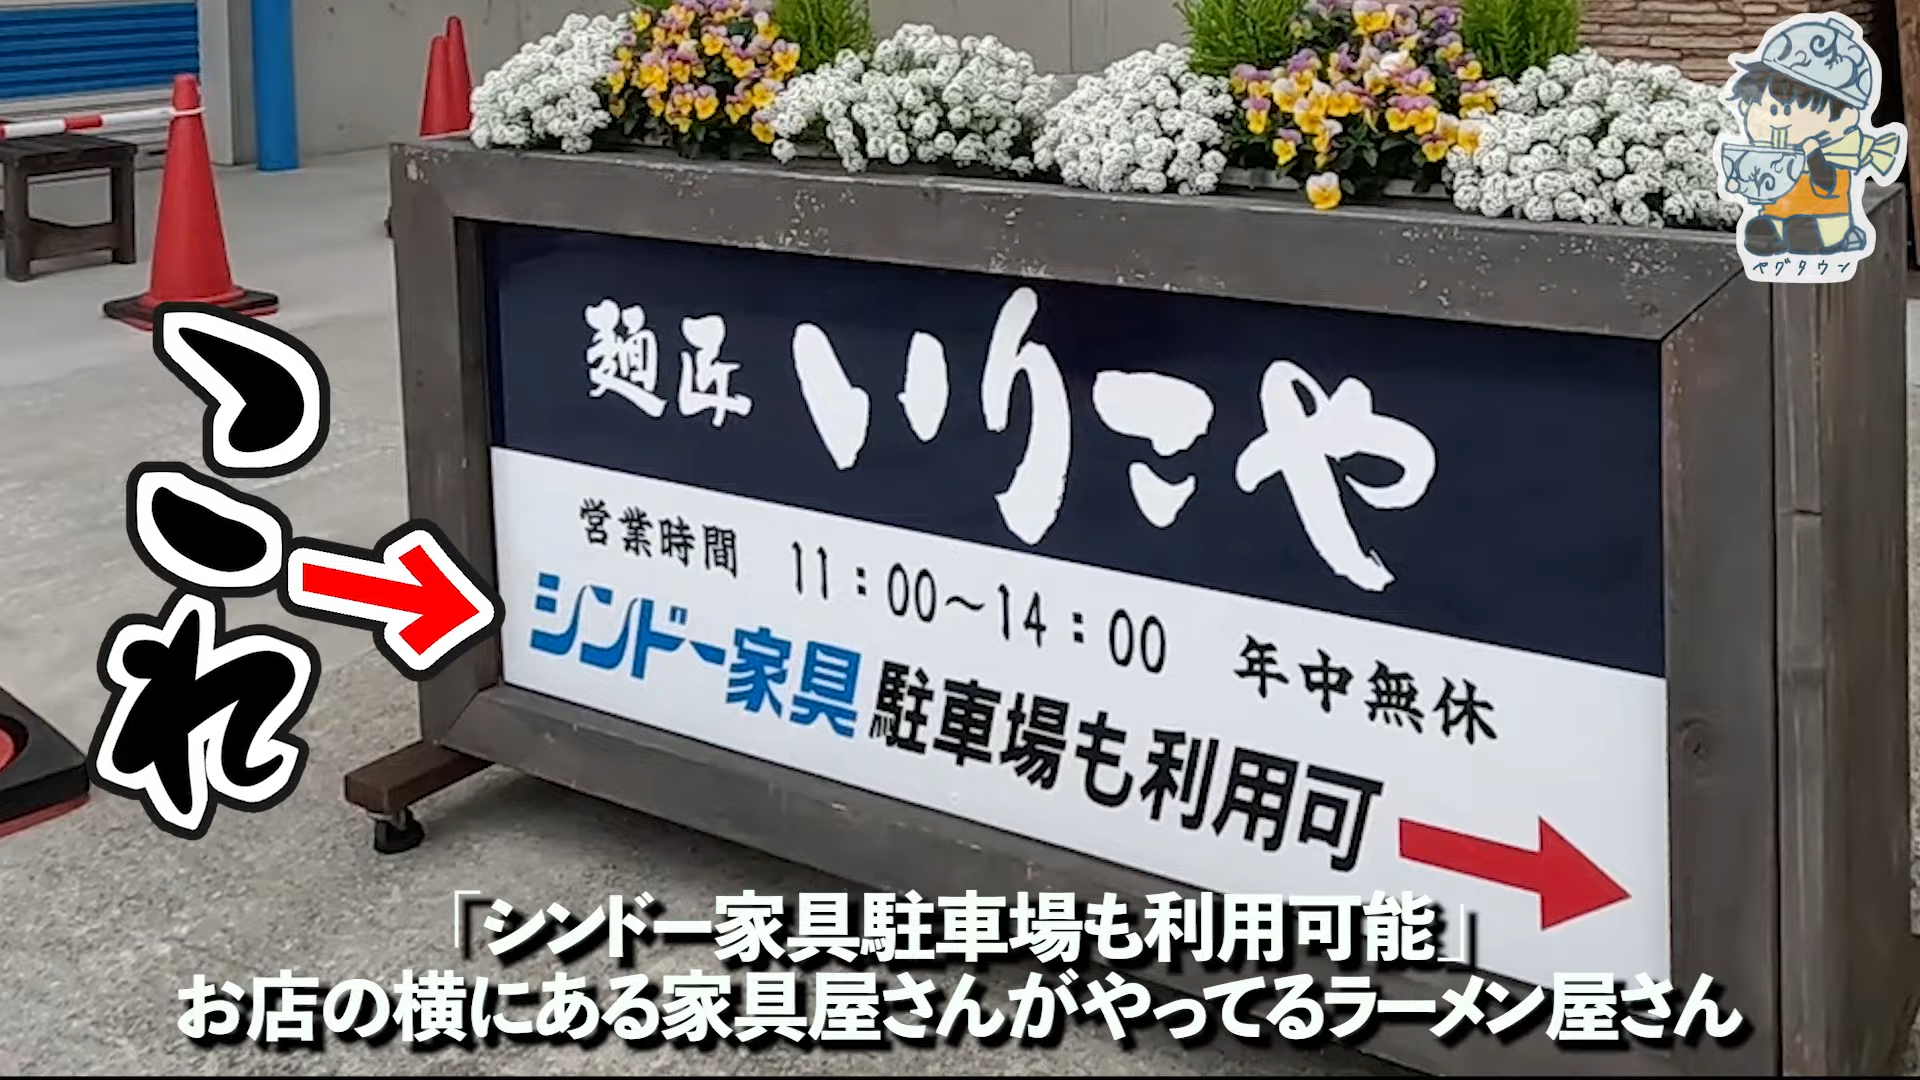 ペグタウン
麺匠 いりこや
営業時間 11:00〜14:00 年中無休
シンドー家具駐車場も利用可
これ
「シンドー家具駐車場も利用可能」
お店の横にある家具屋さんがやってるラーメン屋さん